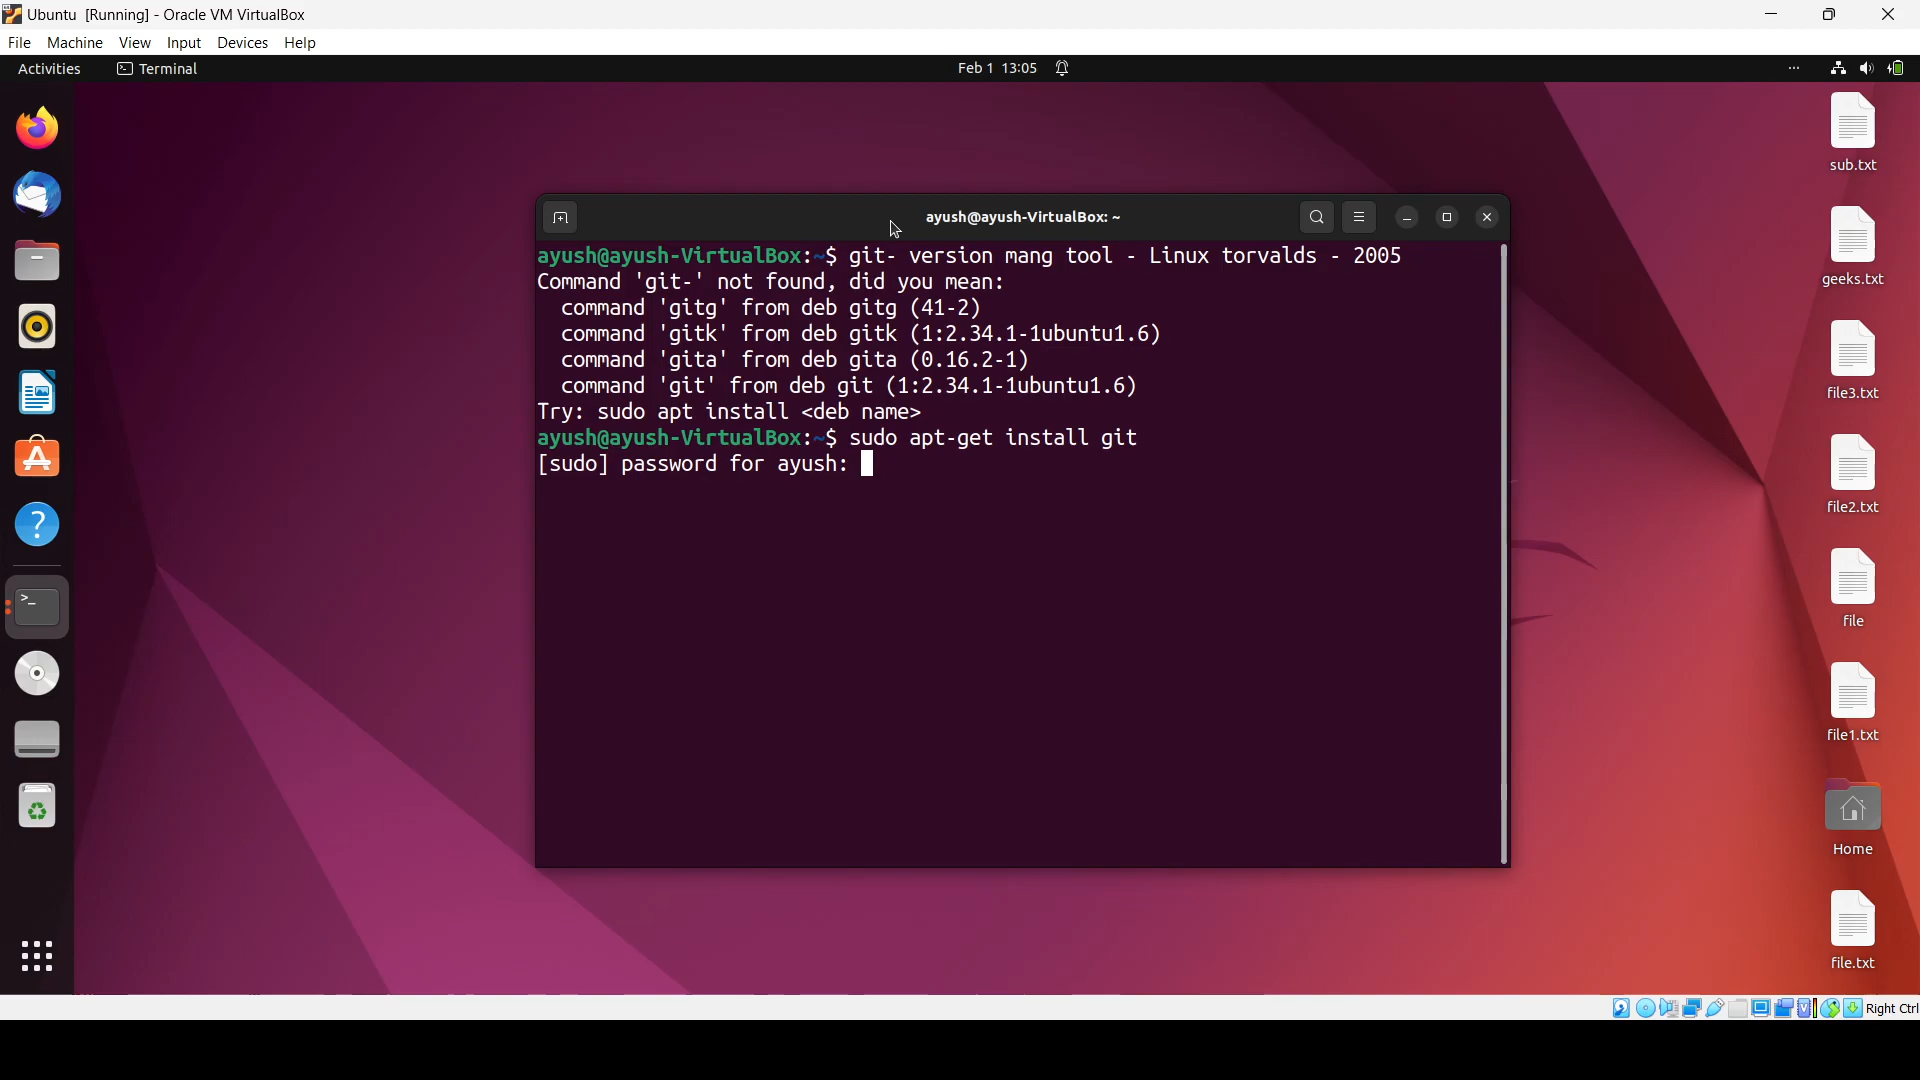 Ubuntu [Running] - Oracle VM VirtualBox
File Machine View Input Devices Help
Activities Terminal Feb 1 13:05
sub.txt
geeks.txt
file3.txt
file2.txt
file
file1.txt
Home
file.txt
ayush@ayush-VirtualBox: ~
ayush@ayush-VirtualBox:~$ git- version mang tool - Linux torvalds - 2005
Command 'git-' not found, did you mean:
command 'gitg' from deb gitg (41-2)
command 'gitk' from deb gitk (1:2.34.1-1ubuntu1.6)
command 'gita' from deb gita (0.16.2-1)
command 'git' from deb git (1:2.34.1-1ubuntu1.6)
Try: sudo apt install <deb name>
ayush@ayush-VirtualBox:~$ sudo apt-get install git
[sudo] password for ayush:
Right Ctrl